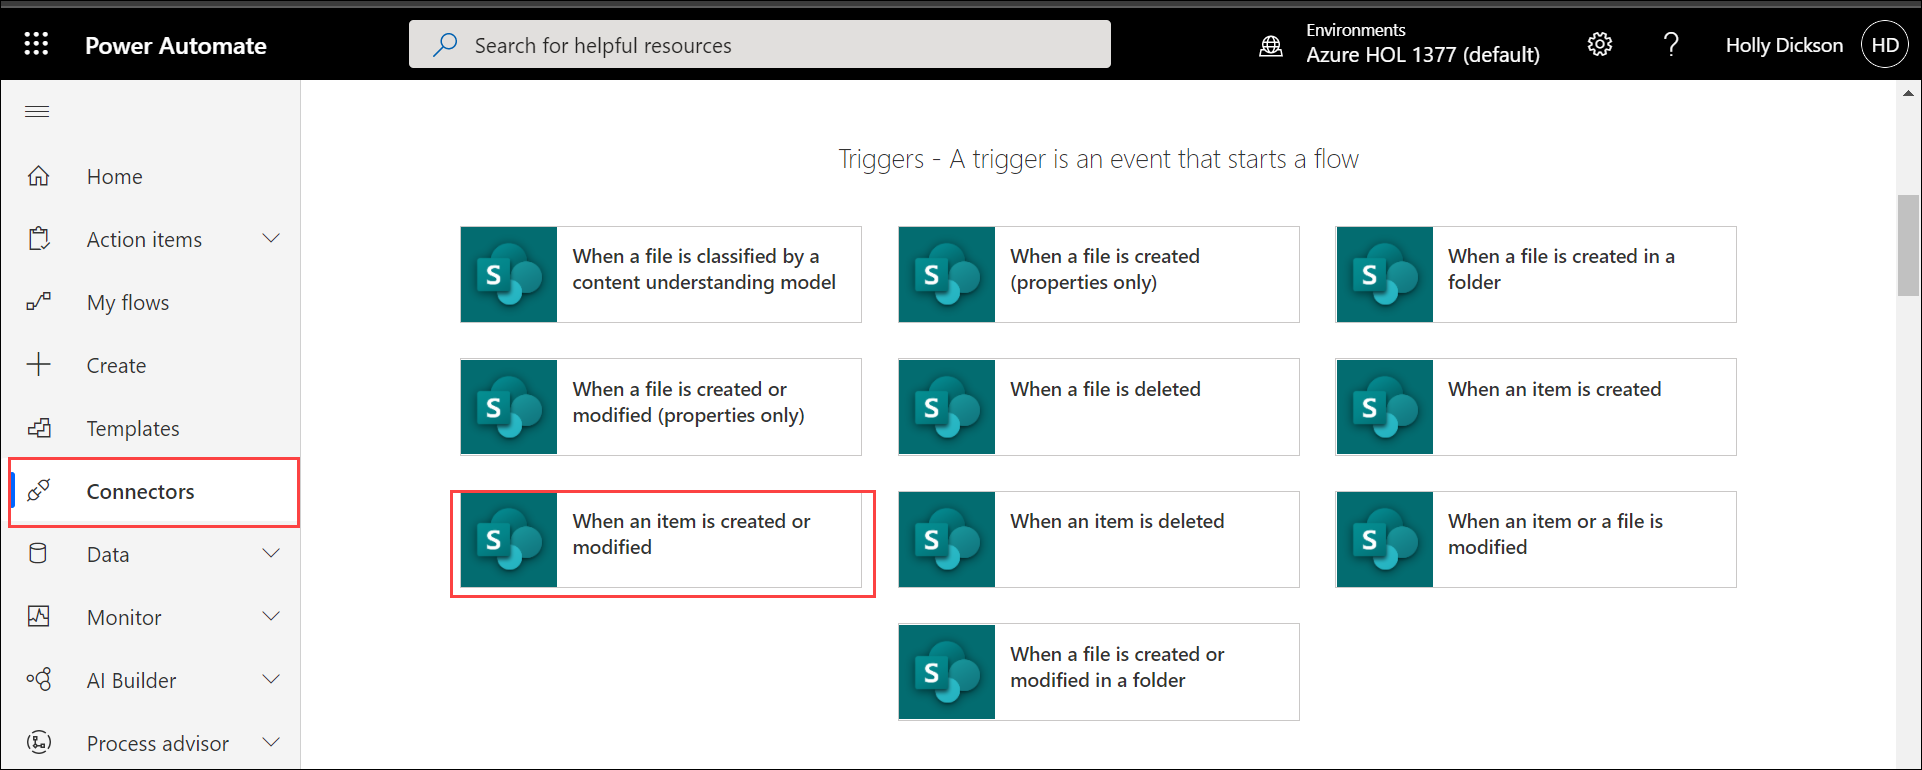 Power Automate
Search for helpful resources
Environments
Azure HOL 1377 (default)
?
Holly Dickson
HD
Home
Action items
My flows
Create
Templates
Connectors
Data
Monitor
AI Builder
Process advisor
Triggers - A trigger is an event that starts a flow
S
When a file is classified by a
content understanding model
S
When a file is created
(properties only)
S
When a file is created in a
folder
S
When a file is created or
modified (properties only)
S
When a file is deleted
S
When an item is created
S
When an item is created or
modified
S
When an item is deleted
S
When an item or a file is
modified
S
When a file is created or
modified in a folder